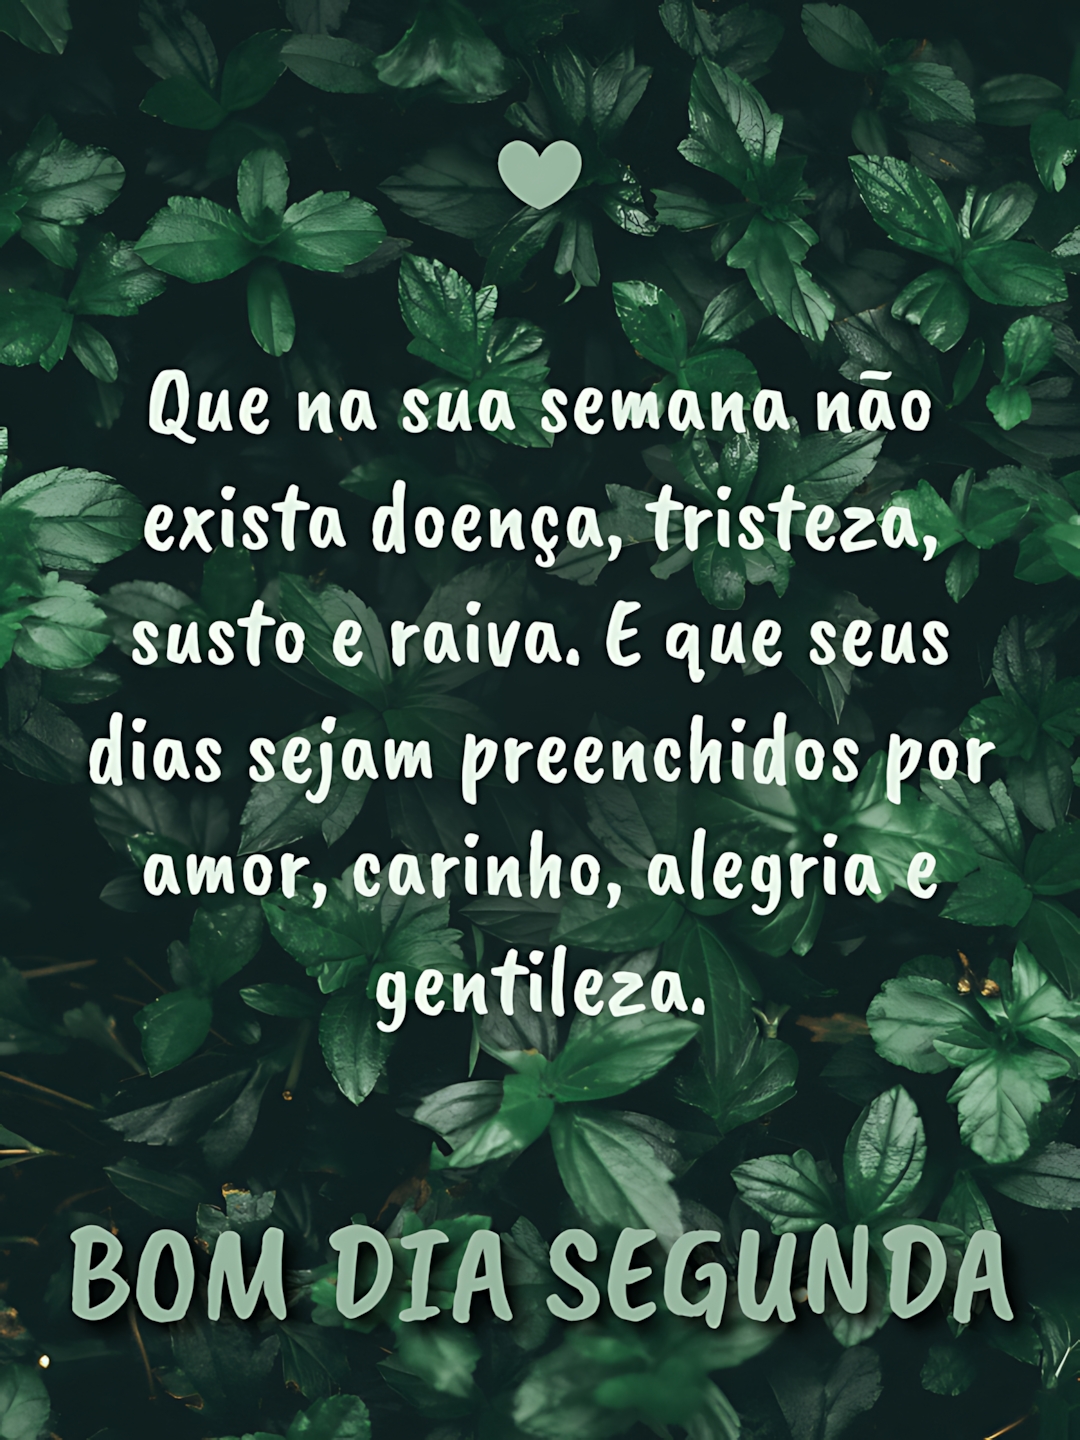 Que na sua semana não
exista doença, tristeza,
susto e raiva. E que seus
dias sejam preenchidos por
amor, carinho, alegria e
gentileza.
BOM DIA SEGUNDA